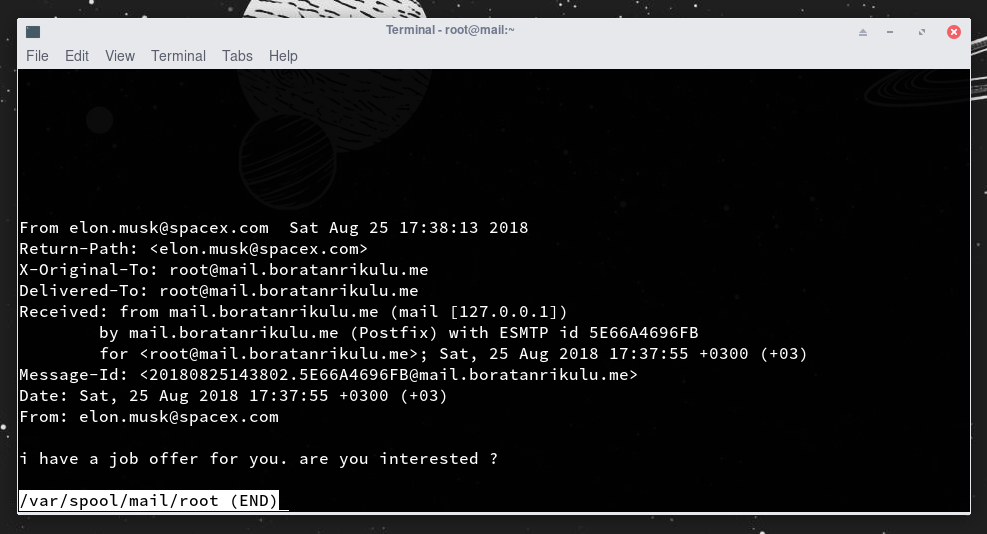 Terminal - root@mail:~
File Edit View Terminal Tabs Help
From elon.musk@spacex.com  Sat Aug 25 17:38:13 2018
Return-Path: <elon.musk@spacex.com>
X-Original-To: root@mail.boratanrikulu.me
Delivered-To: root@mail.boratanrikulu.me
Received: from mail.boratanrikulu.me (mail [127.0.0.1])
        by mail.boratanrikulu.me (Postfix) with ESMTP id 5E66A4696FB
        for <root@mail.boratanrikulu.me>; Sat, 25 Aug 2018 17:37:55 +0300 (+03)
Message-Id: <20180825143802.5E66A4696FB@mail.boratanrikulu.me>
Date: Sat, 25 Aug 2018 17:37:55 +0300 (+03)
From: elon.musk@spacex.com
i have a job offer for you. are you interested ?
/var/spool/mail/root (END)